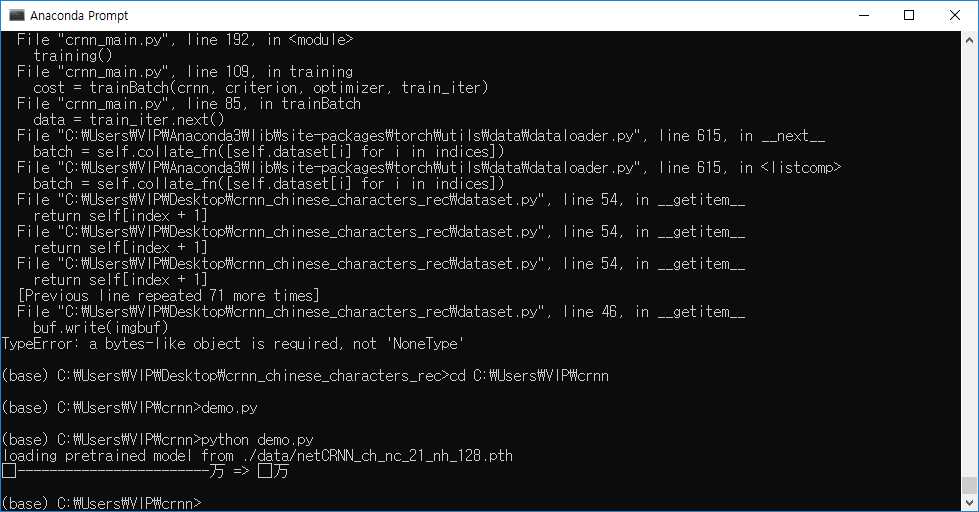 Anaconda Prompt
File "crnn_main.py", line 192, in <module>
training()
File "crnn_main.py", line 109, in training
cost = trainBatch(crnn, criterion, optimizer, train_iter)
File "crnn_main.py", line 85, in trainBatch
data = train_iter.next()
File "C:₩Users₩VIP₩Anaconda3₩lib₩site-packages₩torch₩utils₩data₩dataloader.py", line 615, in __next__
batch = self.collate_fn([self.dataset[i] for i in indices])
File "C:₩Users₩VIP₩Anaconda3₩lib₩site-packages₩torch₩utils₩data₩dataloader.py", line 615, in <listcomp>
batch = self.collate_fn([self.dataset[i] for i in indices])
File "C:₩Users₩VIP₩Desktop₩crnn_chinese_characters_rec₩dataset.py", line 54, in __getitem__
return self[index + 1]
File "C:₩Users₩VIP₩Desktop₩crnn_chinese_characters_rec₩dataset.py", line 54, in __getitem__
return self[index + 1]
File "C:₩Users₩VIP₩Desktop₩crnn_chinese_characters_rec₩dataset.py", line 54, in __getitem__
return self[index + 1]
[Previous line repeated 71 more times]
File "C:₩Users₩VIP₩Desktop₩crnn_chinese_characters_rec₩dataset.py", line 46, in __getitem__
buf.write(imgbuf)
TypeError: a bytes-like object is required, not 'NoneType'
(base) C:₩Users₩VIP₩Desktop₩crnn_chinese_characters_rec>cd C:₩Users₩VIP₩crnn
(base) C:₩Users₩VIP₩crnn>demo.py
(base) C:₩Users₩VIP₩crnn>python demo.py
loading pretrained model from ./data/netCRNN_ch_nc_21_nh_128.pth
□------------------------万 => □万
(base) C:₩Users₩VIP₩crnn>